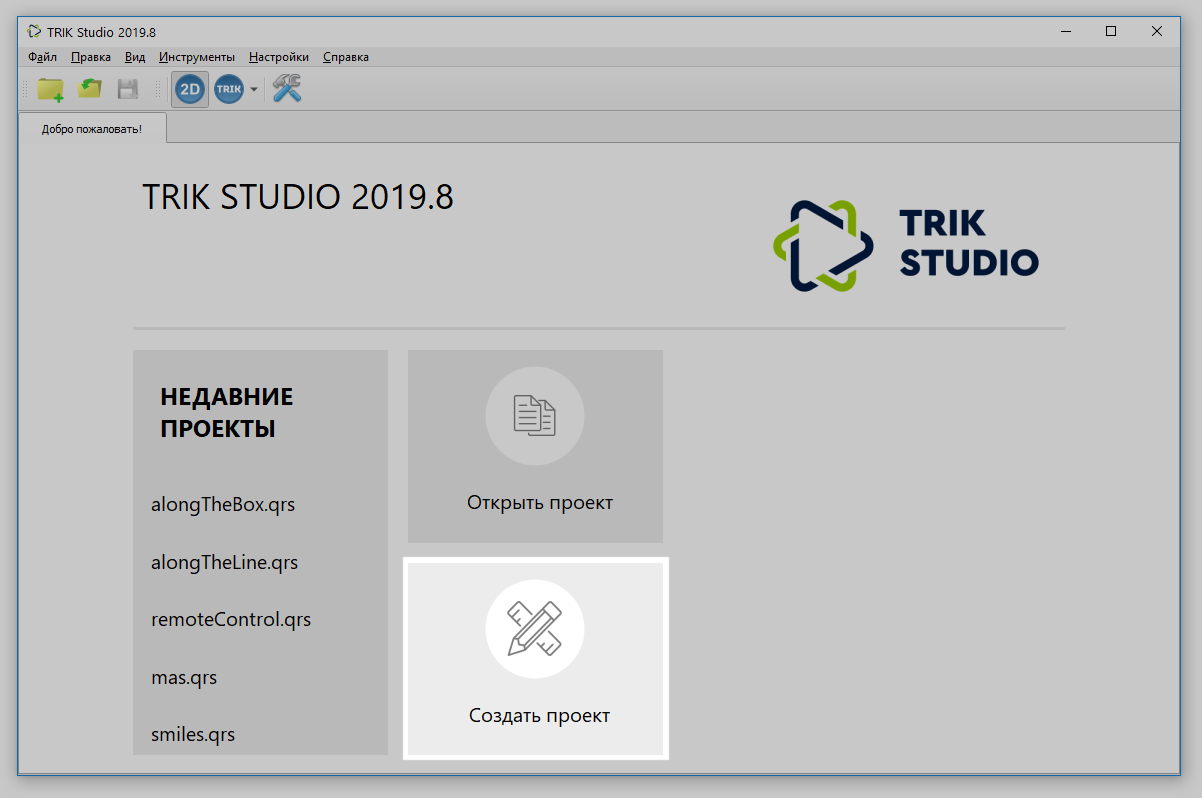 TRIK Studio 2019.8
Файл Правка Вид Инструменты Настройки Справка
2D TRIK
Добро пожаловать!
TRIK STUDIO 2019.8
TRIK
STUDIO
НЕДАВНИЕ
ПРОЕКТЫ
alongTheBox.qrs
alongTheLine.qrs
remoteControl.qrs
mas.qrs
smiles.qrs
Открыть проект
Создать проект